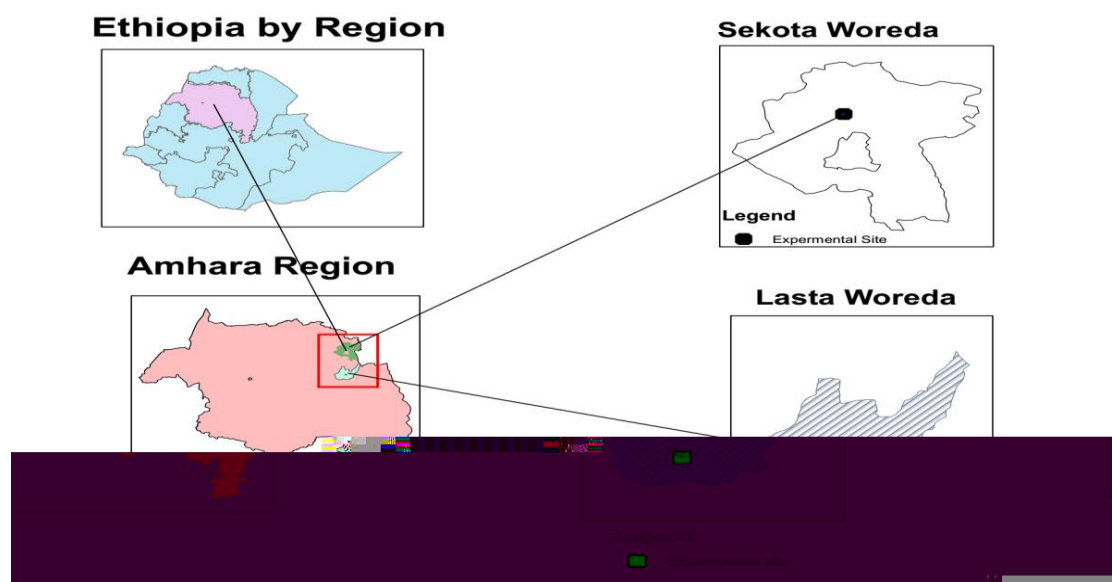 Ethiopia by Region
Sekota Woreda
Legend
Expermental Site
Amhara Region
Lasta Woreda
Legend